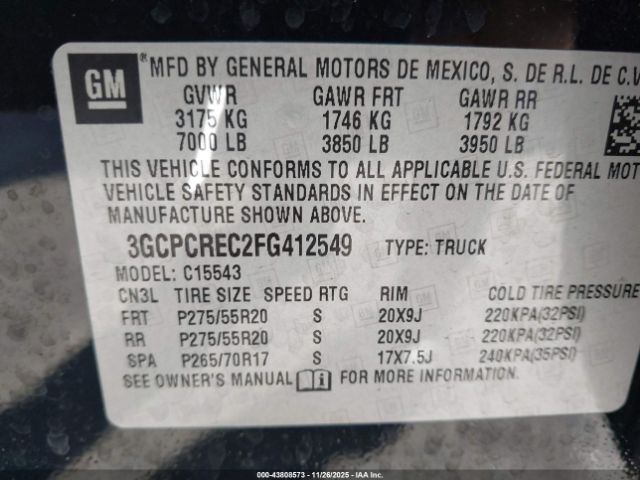 GM ® MFD BY GENERAL MOTORS DE MEXICO, S. DE R.L. DE C.V
GVWR GAWR FRT GAWR RR
3175 KG 1746 KG 1792 KG
7000 LB 3850 LB 3950 LB
THIS VEHICLE CONFORMS TO ALL APPLICABLE U.S. FEDERAL MOT
VEHICLE SAFETY STANDARDS IN EFFECT ON THE DATE OF
MANUFACTURE SHOWN ABOVE.
3GCPCREC2FG412549 TYPE: TRUCK
MODEL: C15543
CN3L TIRE SIZE SPEED RTG RIM COLD TIRE PRESSURE
FRT P275/55R20 S 20X9J 220KPA(32PSI)
RR P275/55R20 S 20X9J 220KPA(32PSI)
SPA P265/70R17 S 17X7.5J 240KPA(35PSI)
SEE OWNER'S MANUAL FOR MORE INFORMATION.
000-43808573 - 11/26/2025 - IAA Inc.